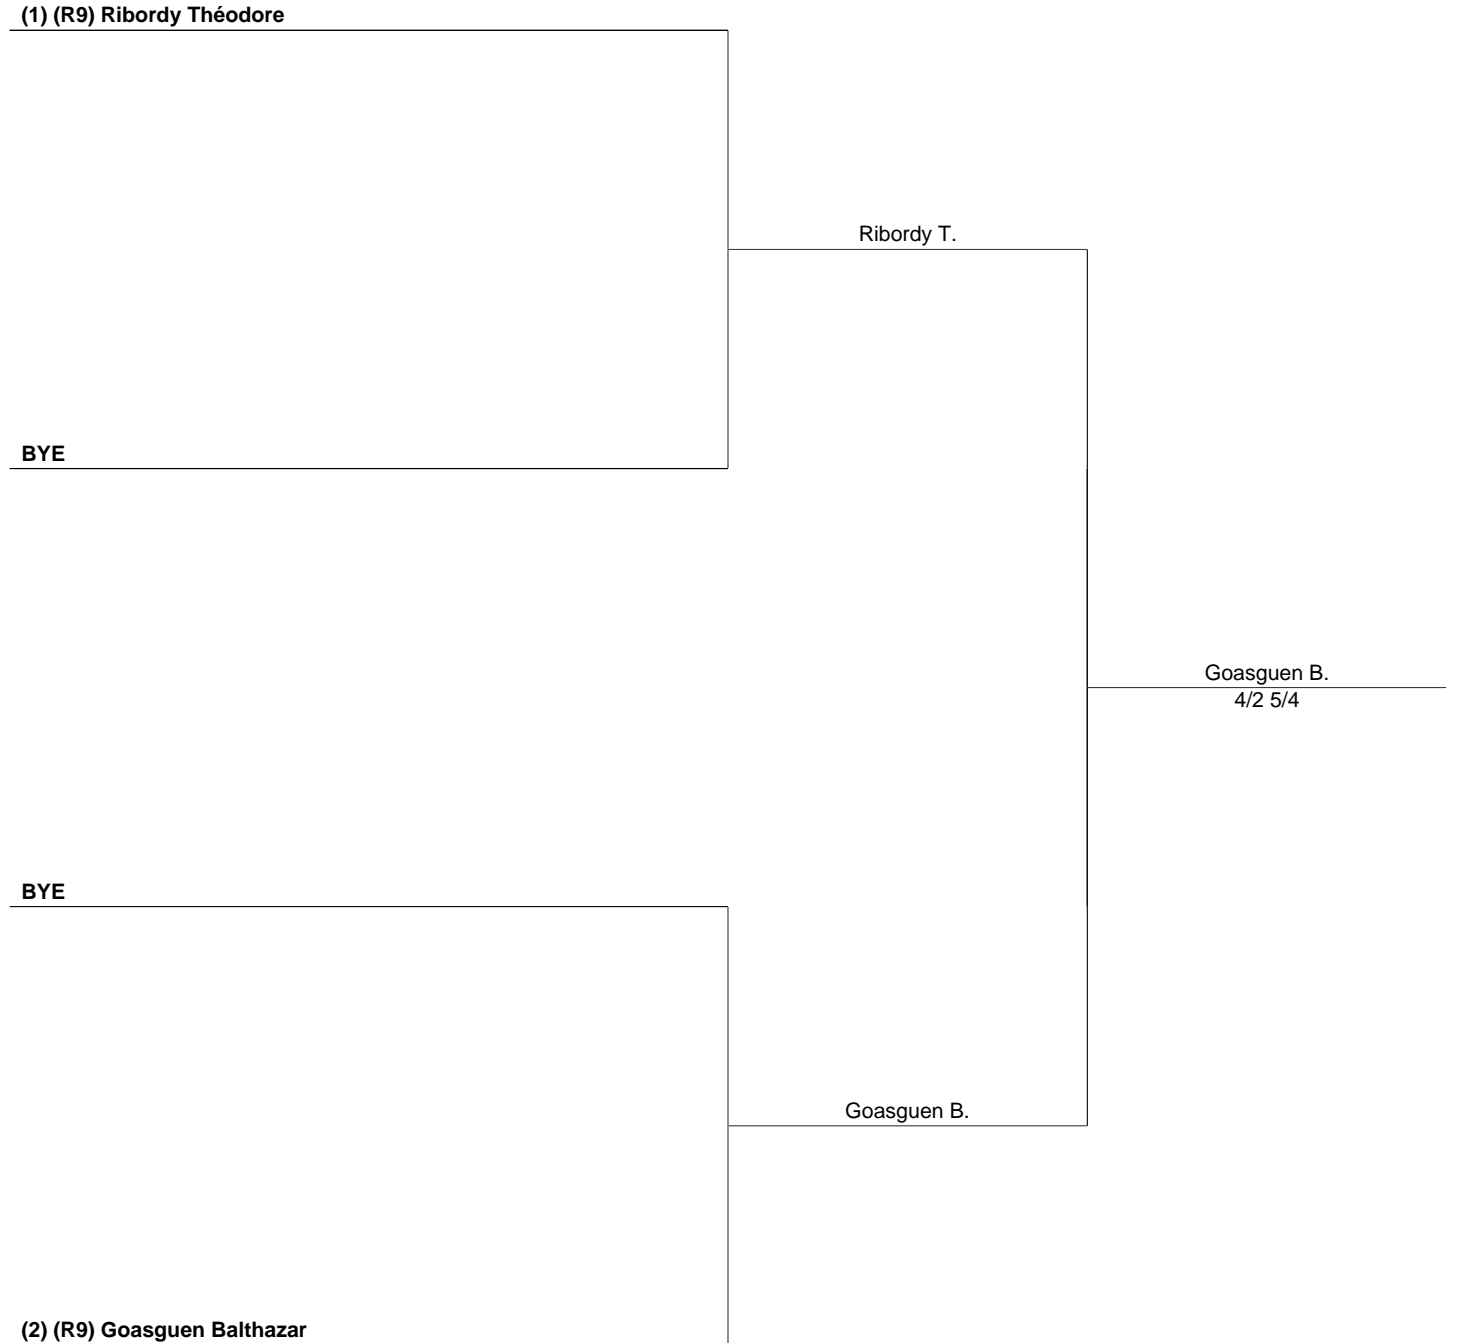 (1) (R9) Ribordy Théodore
Ribordy T.
BYE
Goasguen B.
4/2 5/4
BYE
Goasguen B.
(2) (R9) Goasguen Balthazar